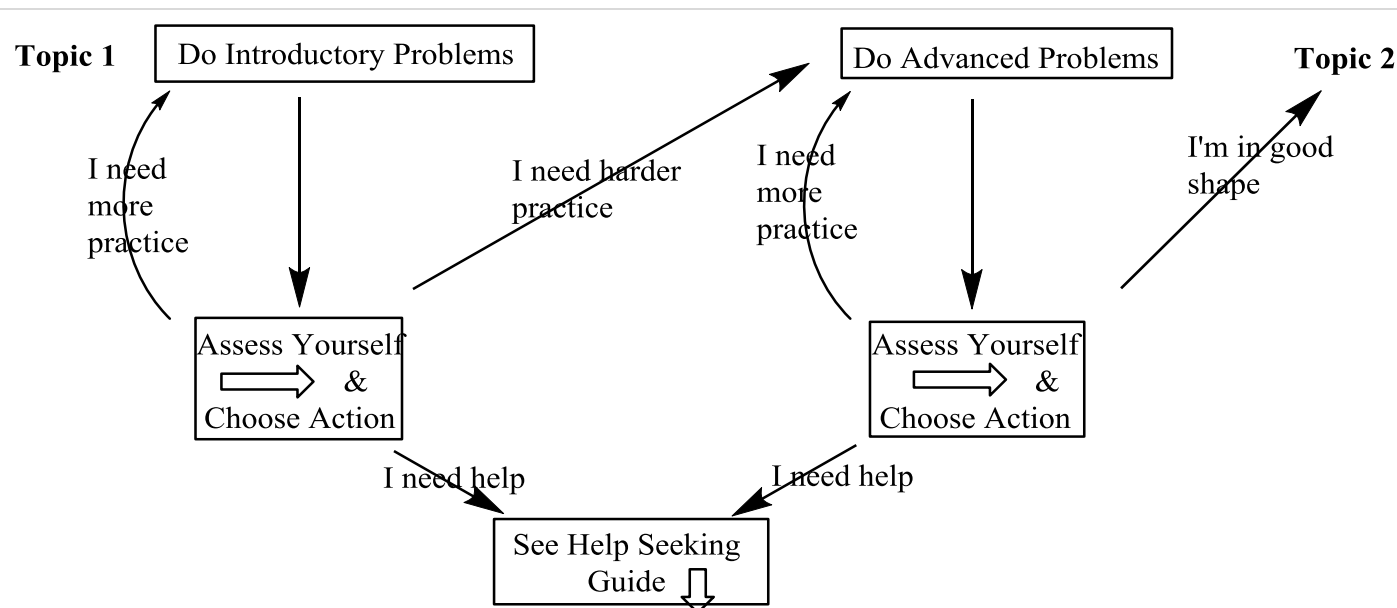 Topic 1
Do Introductory Problems
Do Advanced Problems
Topic 2
I need
more
practice
I need harder
practice
I need
more
practice
I'm in good
shape
Assess Yourself
&
Choose Action
Assess Yourself
&
Choose Action
I need help
I need help
See Help Seeking
Guide